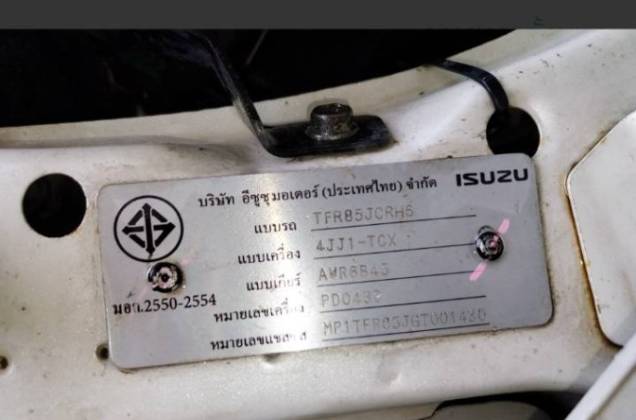 บริษัท อีซูซุมอเตอร์ (ประเทศไทย) จำกัด ISUZU
แบบรถ TFR85JCRH5
แบบเครื่อง 4JJ1-TCX
แบบเกียร์
มอก.2550-2554
หมายเลขเครื่อง
หมายเลขแชสซีส์